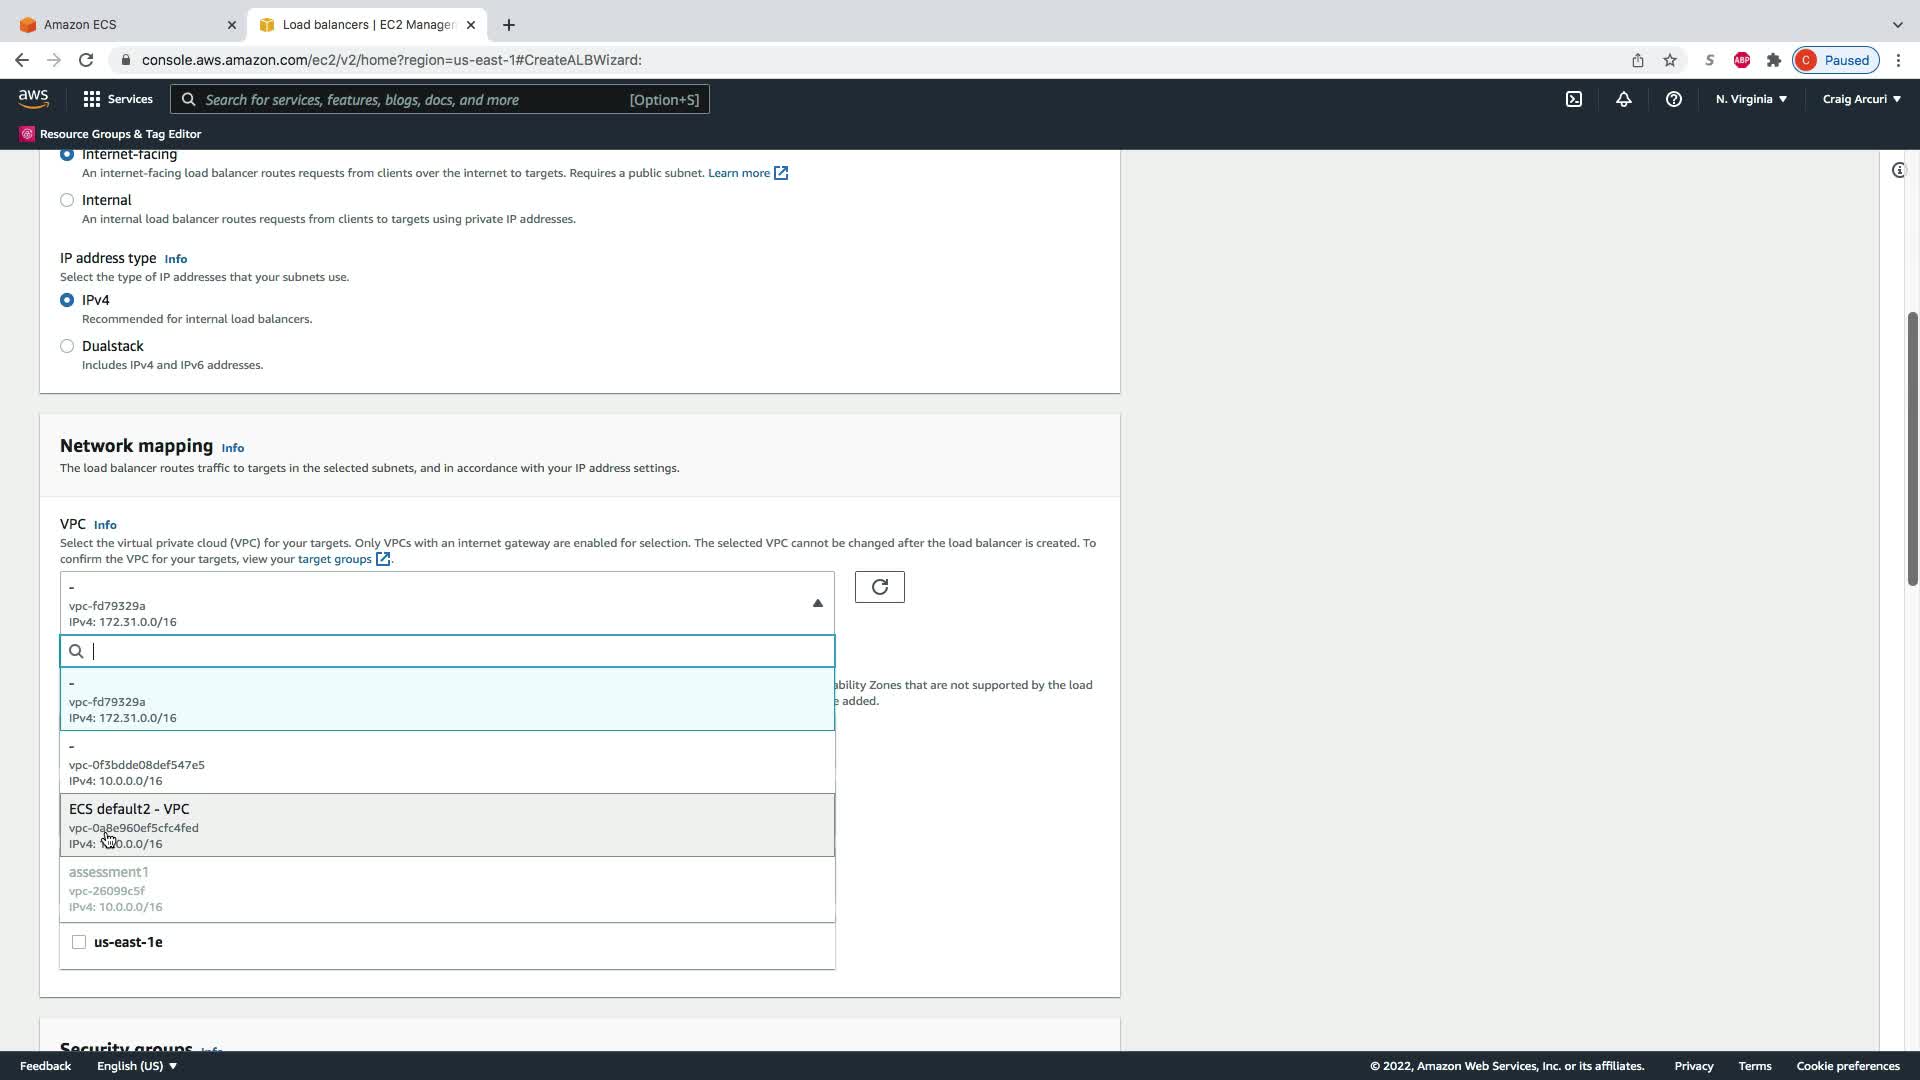 Amazon ECS
Load balancers | EC2 Manager
console.aws.amazon.com/ec2/v2/home?region=us-east-1#CreateALBWizard:
S
ABP
C Paused
aws
Services
Search for services, features, blogs, docs, and more [Option+S]
N. Virginia
Craig Arcuri
Resource Groups & Tag Editor
Internet-facing
An internet-facing load balancer routes requests from clients over the internet to targets. Requires a public subnet. Learn more
Internal
An internal load balancer routes requests from clients to targets using private IP addresses.
IP address type Info
Select the type of IP addresses that your subnets use.
IPv4
Recommended for internal load balancers.
Dualstack
Includes IPv4 and IPv6 addresses.
Network mapping Info
The load balancer routes traffic to targets in the selected subnets, and in accordance with your IP address settings.
VPC Info
Select the virtual private cloud (VPC) for your targets. Only VPCs with an internet gateway are enabled for selection. The selected VPC cannot be changed after the load balancer is created. To
confirm the VPC for your targets, view your target groups.
-
vpc-fd79329a
IPv4: 172.31.0.0/16
-
vpc-fd79329a
IPv4: 172.31.0.0/16
ability Zones that are not supported by the load
e added.
-
vpc-0f3bdde08def547e5
IPv4: 10.0.0.0/16
ECS default2 - VPC
vpc-0a8e960ef5cfc4fed
IPv4: 10.0.0.0/16
assessment1
vpc-26099c5f
IPv4: 10.0.0.0/16
us-east-1e
Security groups Info
Feedback
English (US)
© 2022, Amazon Web Services, Inc. or its affiliates.
Privacy
Terms
Cookie preferences